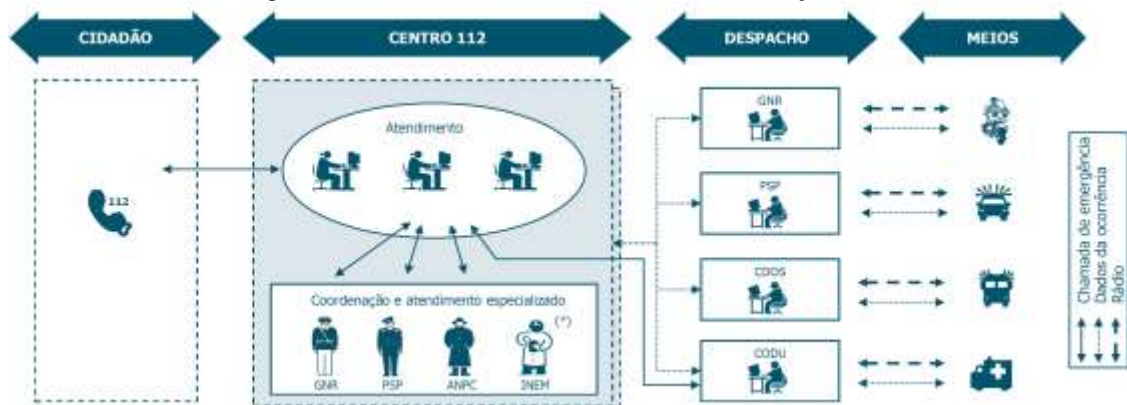 CIDADÃO
CENTRO 112
DESPACHO
MEIOS
112
Atendimento
Coordenação e atendimento especializado
(*)
GNR
PSP
ANPC
INEM
GNR
PSP
CDOS
CODU
Chamada de emergência
Dados da ocorrência
Rádio